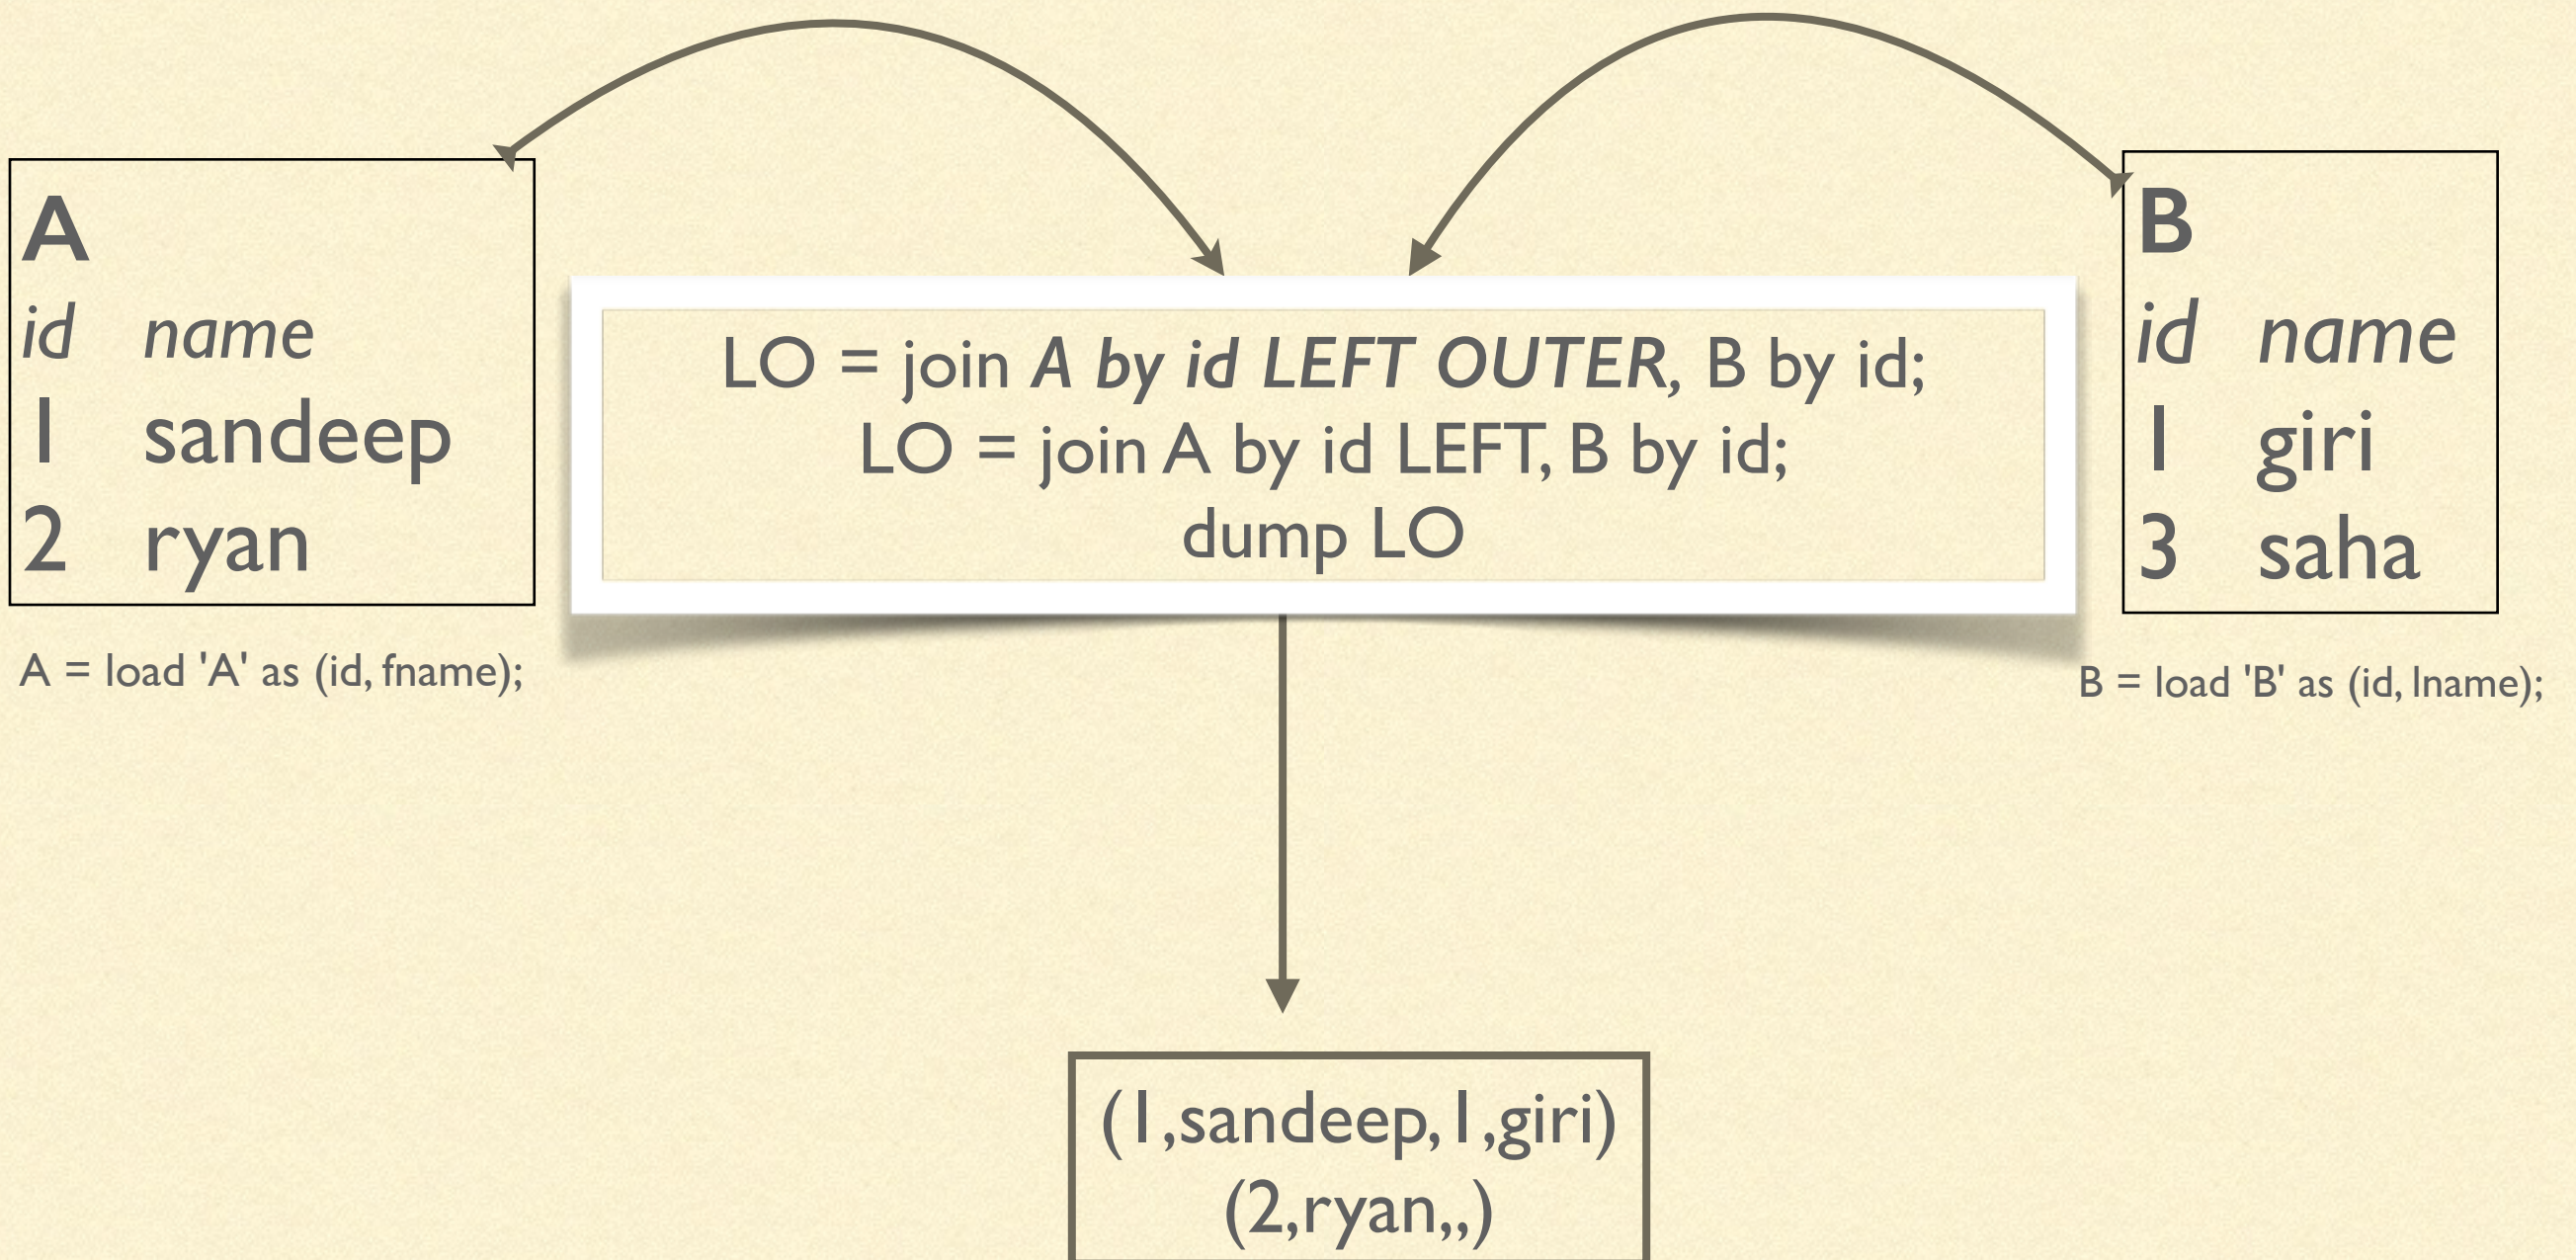 A
id name
1 sandeep
2 ryan
A = load 'A' as (id, fname);
LO = join A by id LEFT OUTER, B by id;
LO = join A by id LEFT, B by id;
dump LO
B
id name
1 giri
3 saha
B = load 'B' as (id, lname);
(1,sandeep,1,giri)
(2,ryan,,)